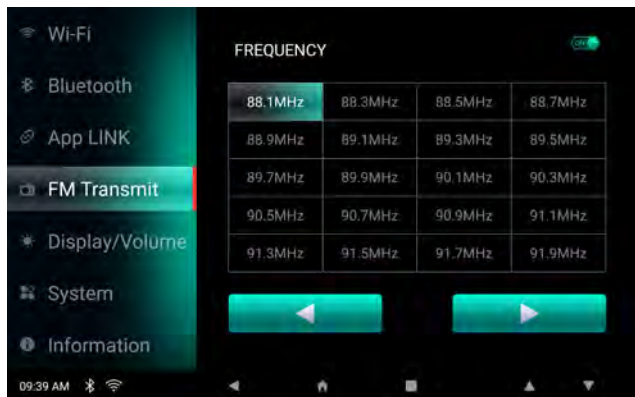 Wi-Fi
Bluetooth
App LINK
FM Transmit
Display/Volume
System
Information
09:39 AM
FREQUENCY
ON
88.1MHz 88.3MHz 88.5MHz 88.7MHz
88.9MHz 89.1MHz 89.3MHz 89.5MHz
89.7MHz 89.9MHz 90.1MHz 90.3MHz
90.5MHz 90.7MHz 90.9MHz 91.1MHz
91.3MHz 91.5MHz 91.7MHz 91.9MHz